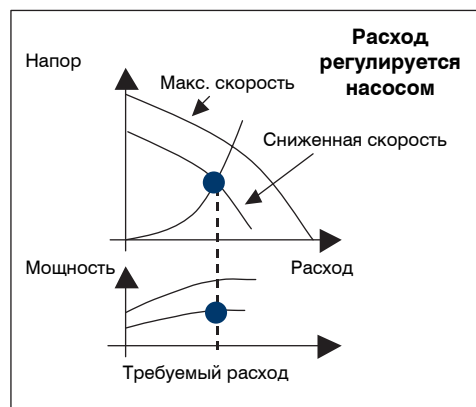 Расход
регулируется
насосом
Напор
Макс. скорость
Сниженная скорость
Мощность
Расход
Требуемый расход